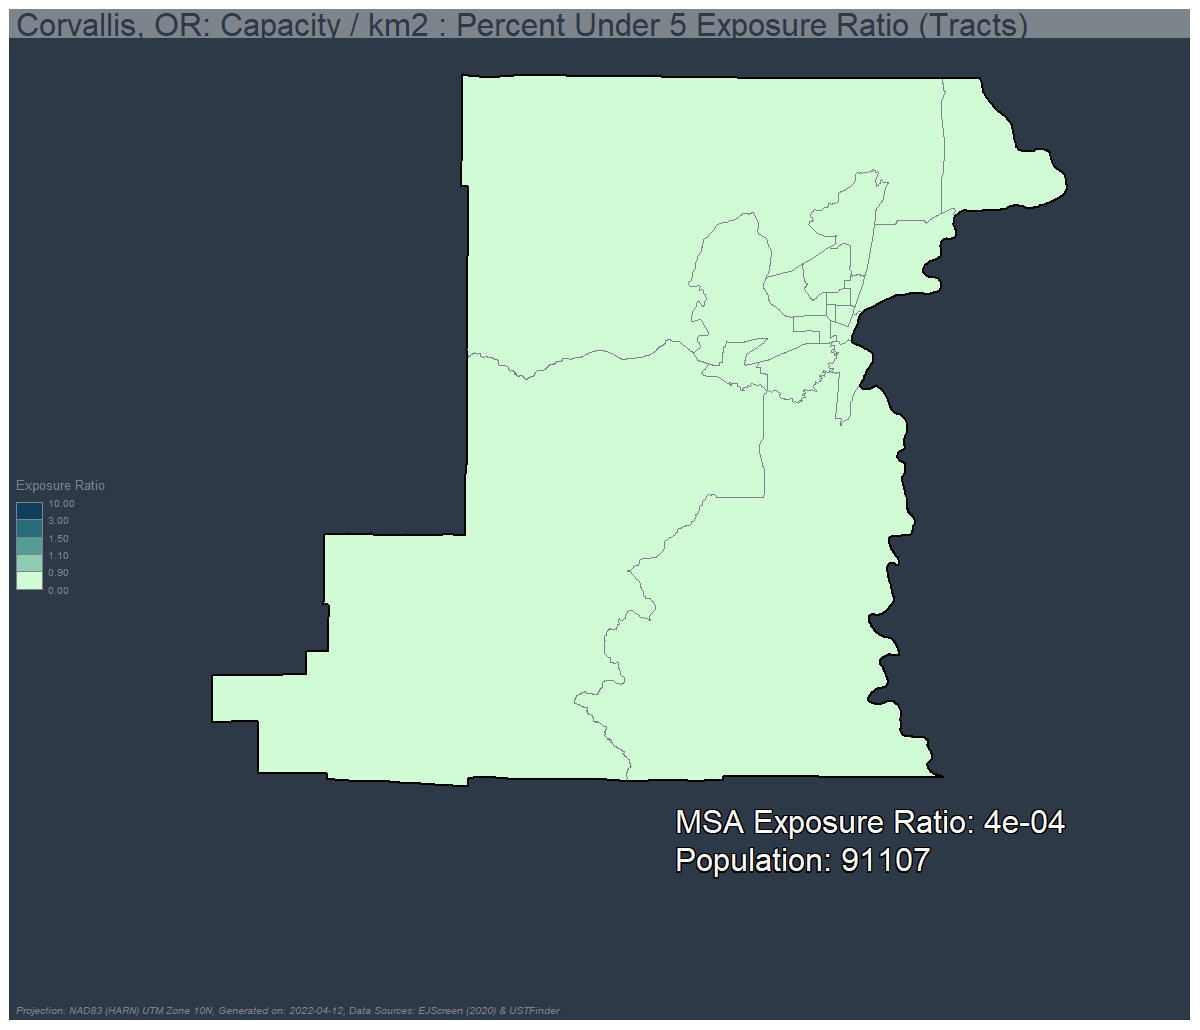 Corvallis, OR: Capacity / km2 : Percent Under 5 Exposure Ratio (Tracts)
Exposure Ratio
10.00
3.00
1.50
1.10
0.90
0.00
MSA Exposure Ratio: 4e-04
Population: 91107
Projection: NAD83 (HARN) UTM Zone 10N, Generated on: 2022-04-12, Data Sources: EJScreen (2020) & USTFinder